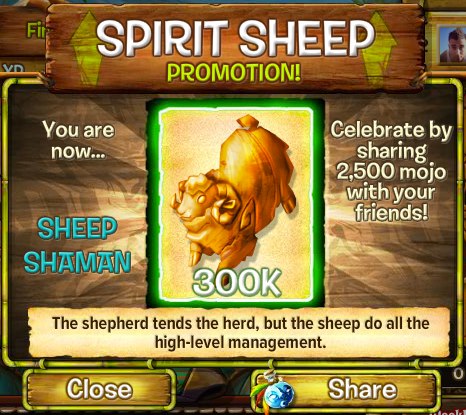 SPIRIT SHEEP
PROMOTION!
You are
now...
SHEEP
SHAMAN
300K
Celebrate by
sharing
2,500 mojo
with your
friends!
The shepherd tends the herd, but the sheep do all the
high-level management.
Close
Share